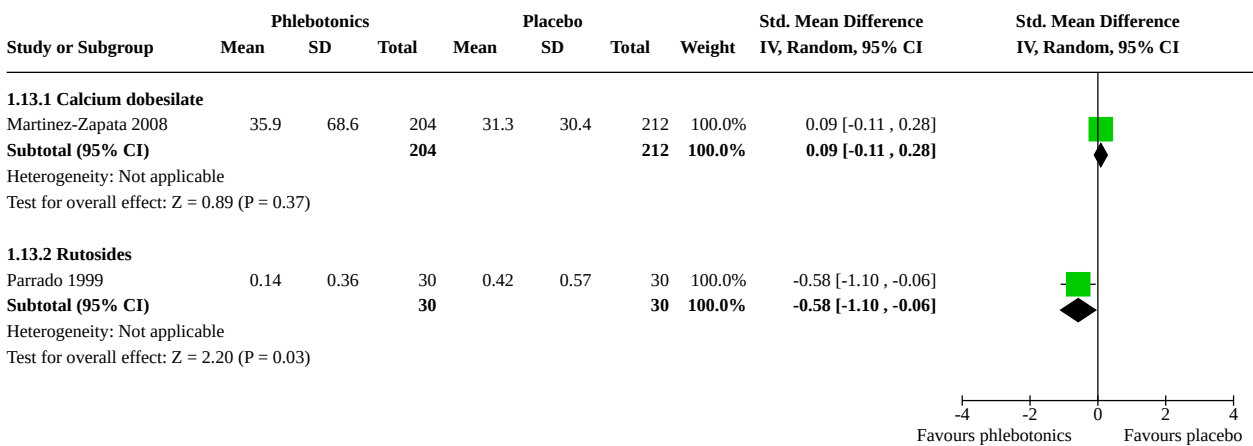 Phlebotonics Placebo Std. Mean Difference Std. Mean Difference
Study or Subgroup Mean SD Total Mean SD Total Weight IV, Random, 95% CI IV, Random, 95% CI
1.13.1 Calcium dobesilate
Martinez-Zapata 2008 35.9 68.6 204 31.3 30.4 212 100.0% 0.09 [-0.11 , 0.28]
Subtotal (95% CI) 204 212 100.0% 0.09 [-0.11 , 0.28]
Heterogeneity: Not applicable
Test for overall effect: Z = 0.89 (P = 0.37)
1.13.2 Rutosides
Parrado 1999 0.14 0.36 30 0.42 0.57 30 100.0% -0.58 [-1.10 , -0.06]
Subtotal (95% CI) 30 30 100.0% -0.58 [-1.10 , -0.06]
Heterogeneity: Not applicable
Test for overall effect: Z = 2.20 (P = 0.03)
-4 -2 0 2 4
Favours phlebotonics Favours placebo